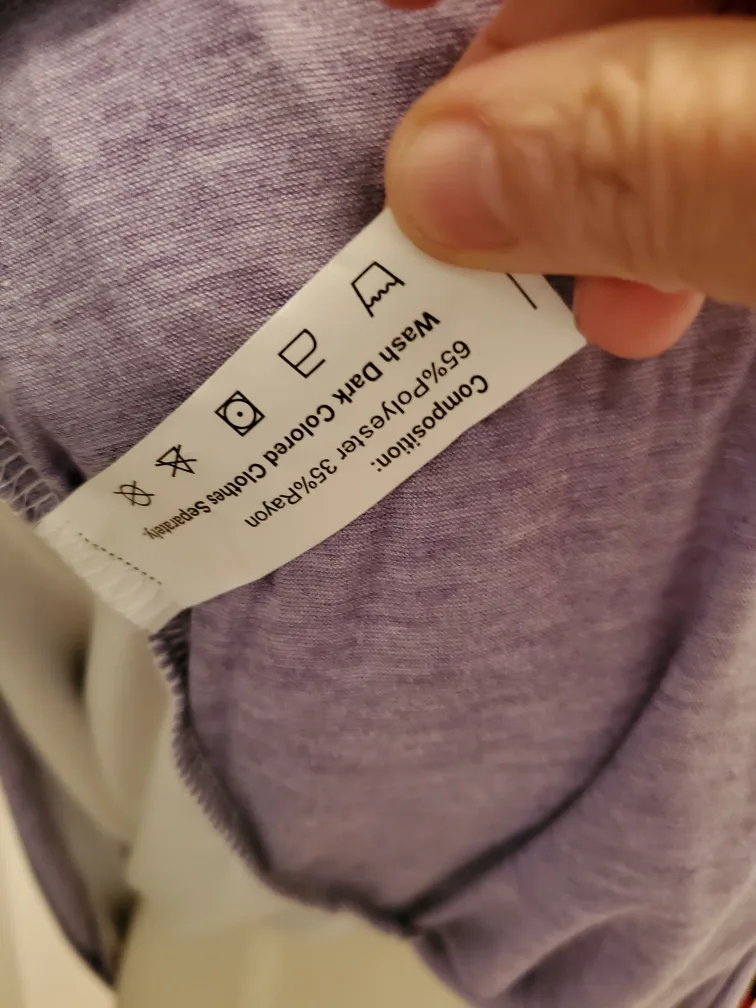 Composition:
65%Polyester 35%Rayon
Wash Dark Colored Clothes Separately.